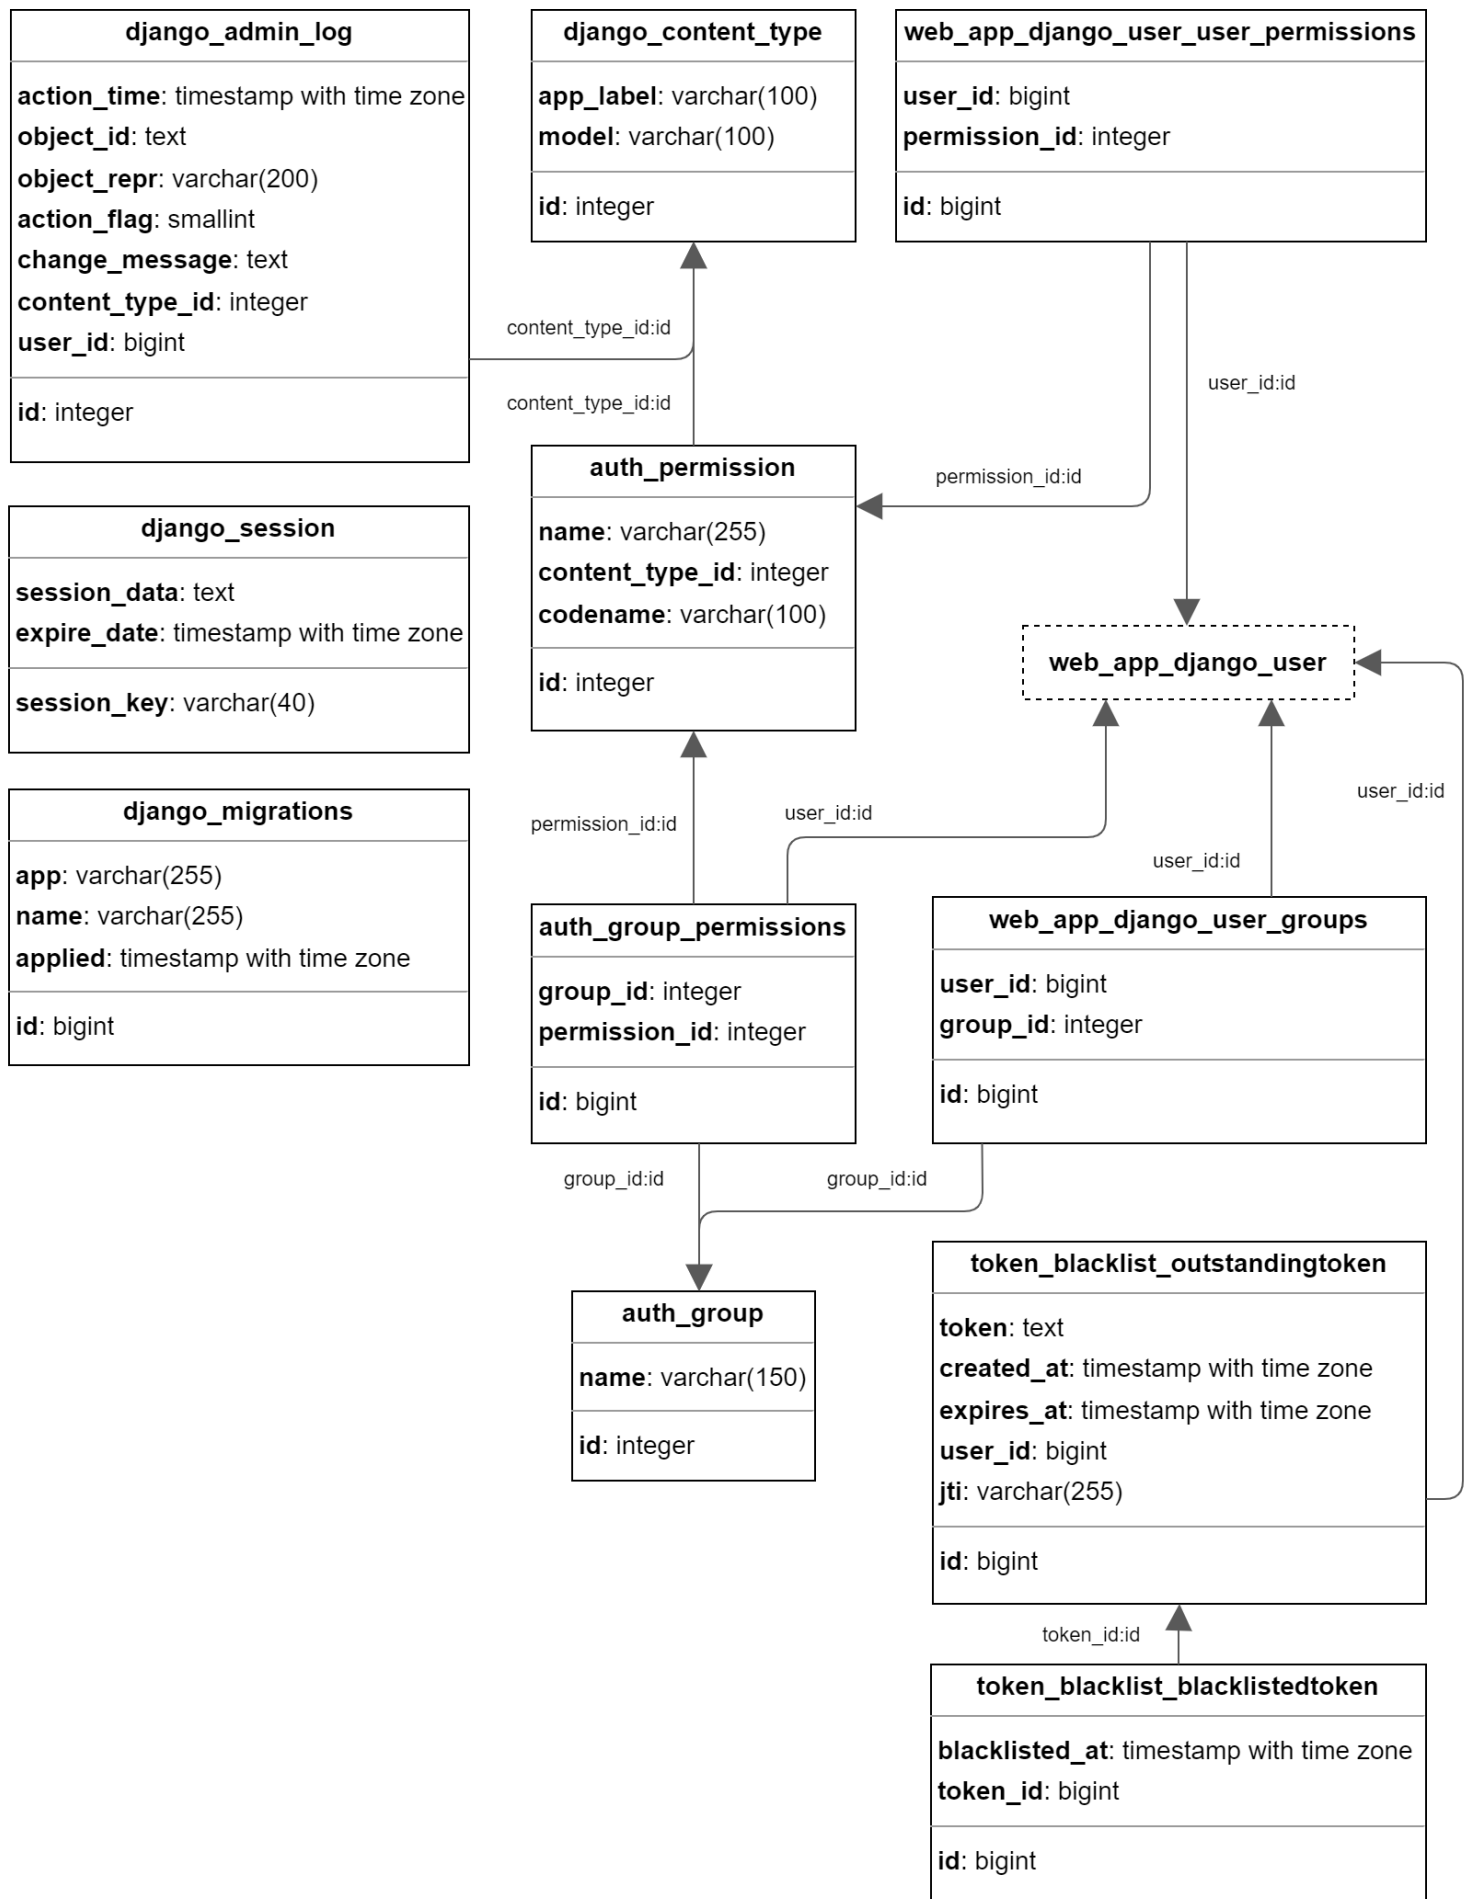 django_admin_log
action_time: timestamp with time zone
object_id: text
object_repr: varchar(200)
action_flag: smallint
change_message: text
content_type_id: integer
user_id: bigint
id: integer
django_content_type
app_label: varchar(100)
model: varchar(100)
id: integer
web_app_django_user_user_permissions
user_id: bigint
permission_id: integer
id: bigint
content_type_id:id
content_type_id:id
user_id:id
permission_id:id
django_session
session_data: text
expire_date: timestamp with time zone
session_key: varchar(40)
auth_permission
name: varchar(255)
content_type_id: integer
codename: varchar(100)
id: integer
web_app_django_user
django_migrations
app: varchar(255)
name: varchar(255)
applied: timestamp with time zone
id: bigint
permission_id:id
user_id:id
user_id:id
user_id:id
auth_group_permissions
group_id: integer
permission_id: integer
id: bigint
web_app_django_user_groups
user_id: bigint
group_id: integer
id: bigint
group_id:id
group_id:id
auth_group
name: varchar(150)
id: integer
token_blacklist_outstandingtoken
token: text
created_at: timestamp with time zone
expires_at: timestamp with time zone
user_id: bigint
jti: varchar(255)
id: bigint
token_id:id
token_blacklist_blacklistedtoken
blacklisted_at: timestamp with time zone
token_id: bigint
id: bigint